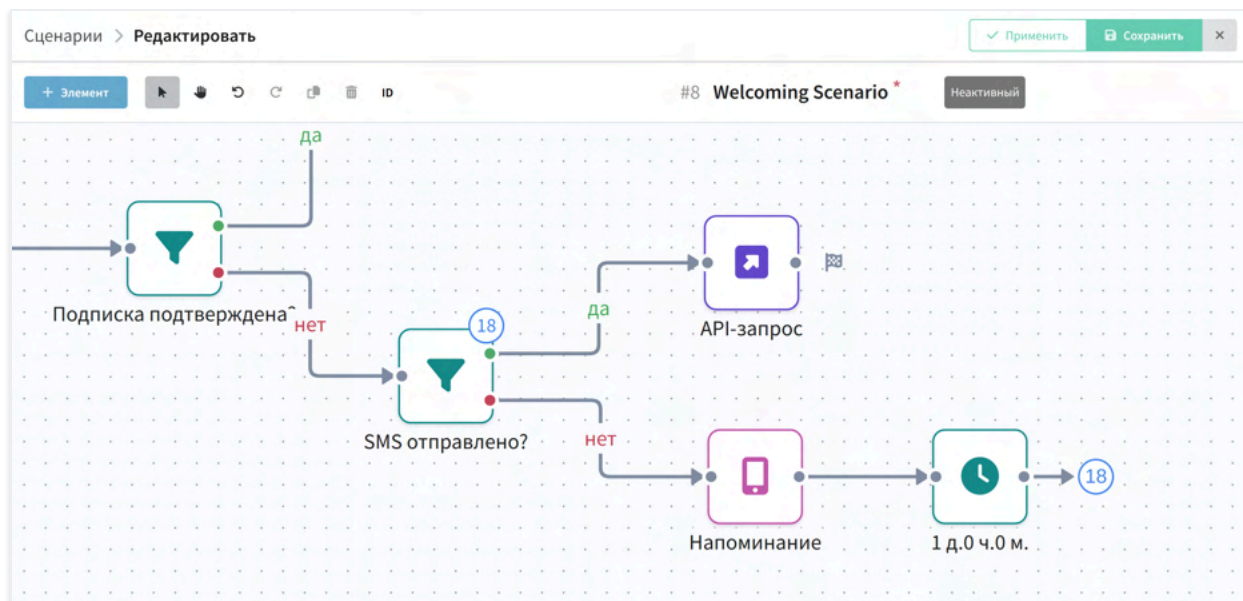 Сценарии > Редактировать
Применить
Сохранить
+ Элемент
ID
#8 Welcoming Scenario *
Неактивный
да
Подписка подтверждена?
нет
18
SMS отправлено?
да
API-запрос
нет
Напоминание
1 д.0 ч.0 м.
18